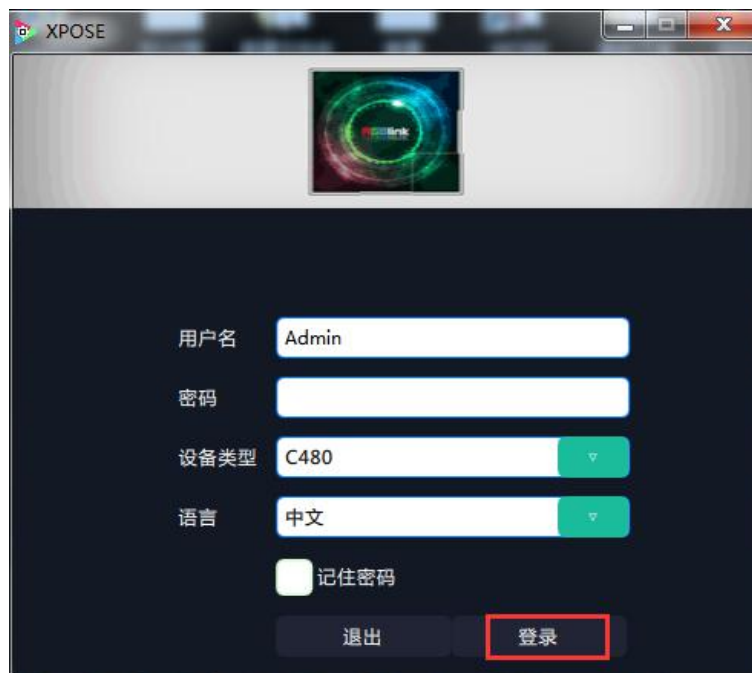 XPOSE
RGBlink
用户名 Admin
密码
设备类型 C480
语言 中文
记住密码
退出 登录